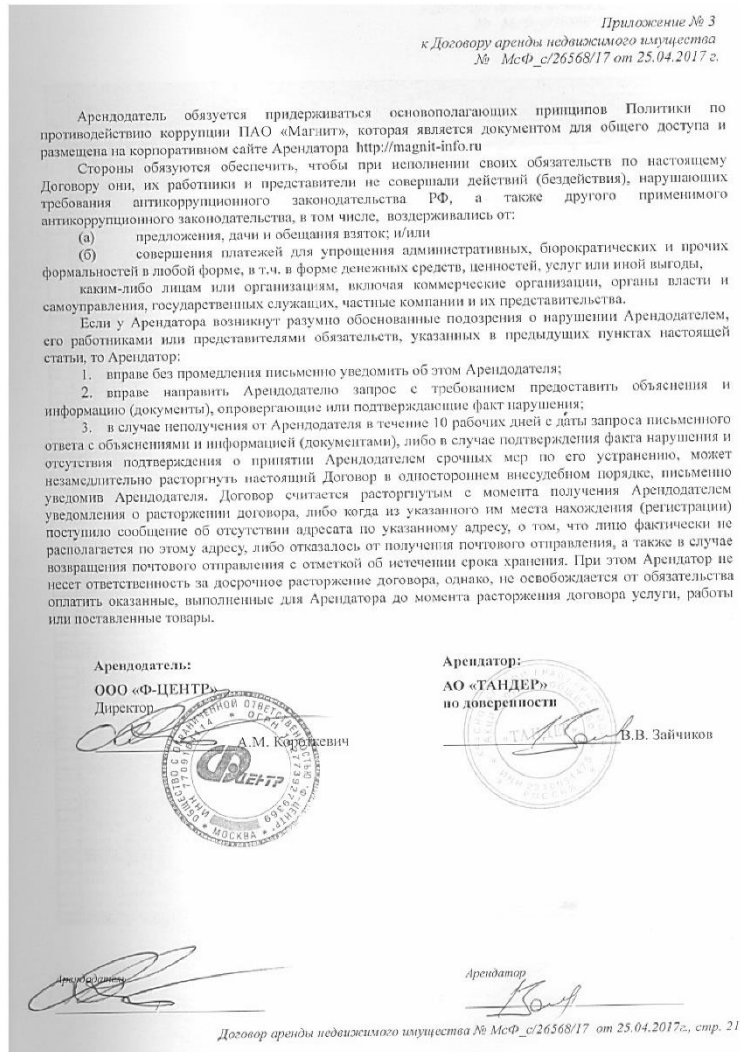 Приложение № 3
к Договору аренды недвижимого имущества
№ МсФ_с/26568/17 от 25.04.2017 г.
Арендодатель обязуется придерживаться основополагающих принципов Политики по
противодействию коррупции ПАО «Магнит», которая является документом для общего доступа и
размещена на корпоративном сайте Арендатора http://magnit-info.ru
Стороны обязуются обеспечить, чтобы при исполнении своих обязательств по настоящему
Договору они, их работники и представители не совершали действий (бездействия), нарушающих
требования антикоррупционного законодательства РФ, а также другого применимого
антикоррупционного законодательства, в том числе, воздерживались от:
(а) предложения, дачи и обещания взяток; и/или
(б) совершения платежей для упрощения административных, бюрократических и прочих
формальностей в любой форме, в т.ч. в форме денежных средств, ценностей, услуг или иной выгоды,
каким-либо лицам или организациям, включая коммерческие организации, органы власти и
самоуправления, государственных служащих, частные компании и их представительства.
Если у Арендатора возникнут разумно обоснованные подозрения о нарушении Арендодателем,
его работниками или представителями обязательств, указанных в предыдущих пунктах настоящей
статьи, то Арендатор:
1. вправе без промедления письменно уведомить об этом Арендодателя;
2. вправе направить Арендодателю запрос с требованием предоставить объяснения и
информацию (документы), опровергающие или подтверждающие факт нарушения;
3. в случае неполучения от Арендодателя в течение 10 рабочих дней с даты запроса письменного
ответа с объяснениями и информацией (документами), либо в случае подтверждения факта нарушения и
отсутствия подтверждения о принятии Арендодателем срочных мер по его устранению, может
незамедлительно расторгнуть настоящий Договор в одностороннем внесудебном порядке, письменно
уведомив Арендодателя. Договор считается расторгнутым с момента получения Арендодателем
уведомления о расторжении договора, либо когда из указанного им места нахождения (регистрации)
поступило сообщение об отсутствии адресата по указанному адресу, о том, что лицо фактически не
располагается по этому адресу, либо отказалось от получения почтового отправления, а также в случае
возвращения почтового отправления с отметкой об истечении срока хранения. При этом Арендатор не
несет ответственность за досрочное расторжение договора, однако, не освобождается от обязательства
оплатить оказанные, выполненные для Арендатора до момента расторжения договора услуги, работы
или поставленные товары.
Арендодатель:
ООО «Ф-ЦЕНТР»
Директор
А.М. Короткевич
ОБЩЕСТВО С ОГРАНИЧЕННОЙ ОТВЕТСТВЕННОСТЬЮ "Ф-ЦЕНТР"
ФЦЕНТР
МОСКВА
Арендатор:
АО «ТАНДЕР»
по доверенности
В.В. Зайчиков
Арендодатель
Арендатор
Договор аренды недвижимого имущества № МсФ_с/26568/17 от 25.04.2017г., стр. 21